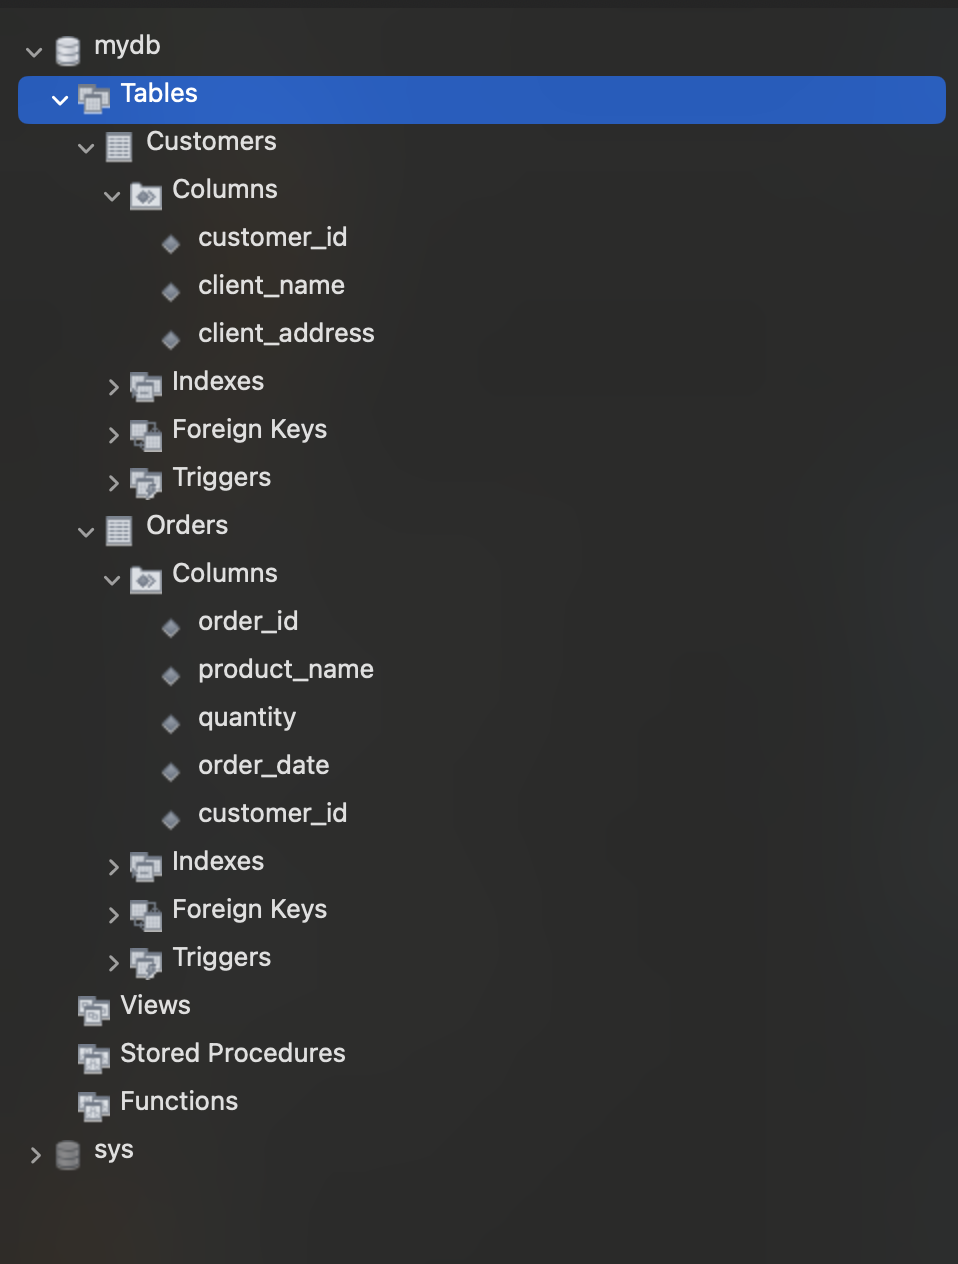 mydb
Tables
Customers
Columns
customer_id
client_name
client_address
Indexes
Foreign Keys
Triggers
Orders
Columns
order_id
product_name
quantity
order_date
customer_id
Indexes
Foreign Keys
Triggers
Views
Stored Procedures
Functions
sys